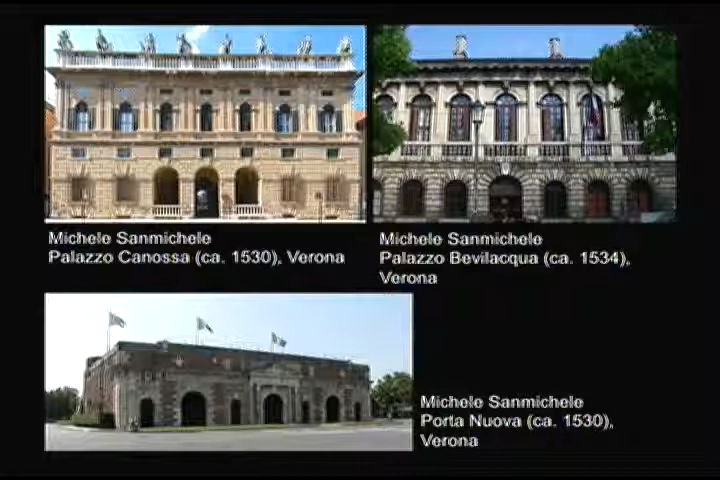 Michele Sanmichele
Palazzo Canossa (ca. 1530), Verona
Michele Sanmichele
Palazzo Bevilacqua (ca. 1534),
Verona
Michele Sanmichele
Porta Nuova (ca. 1530),
Verona